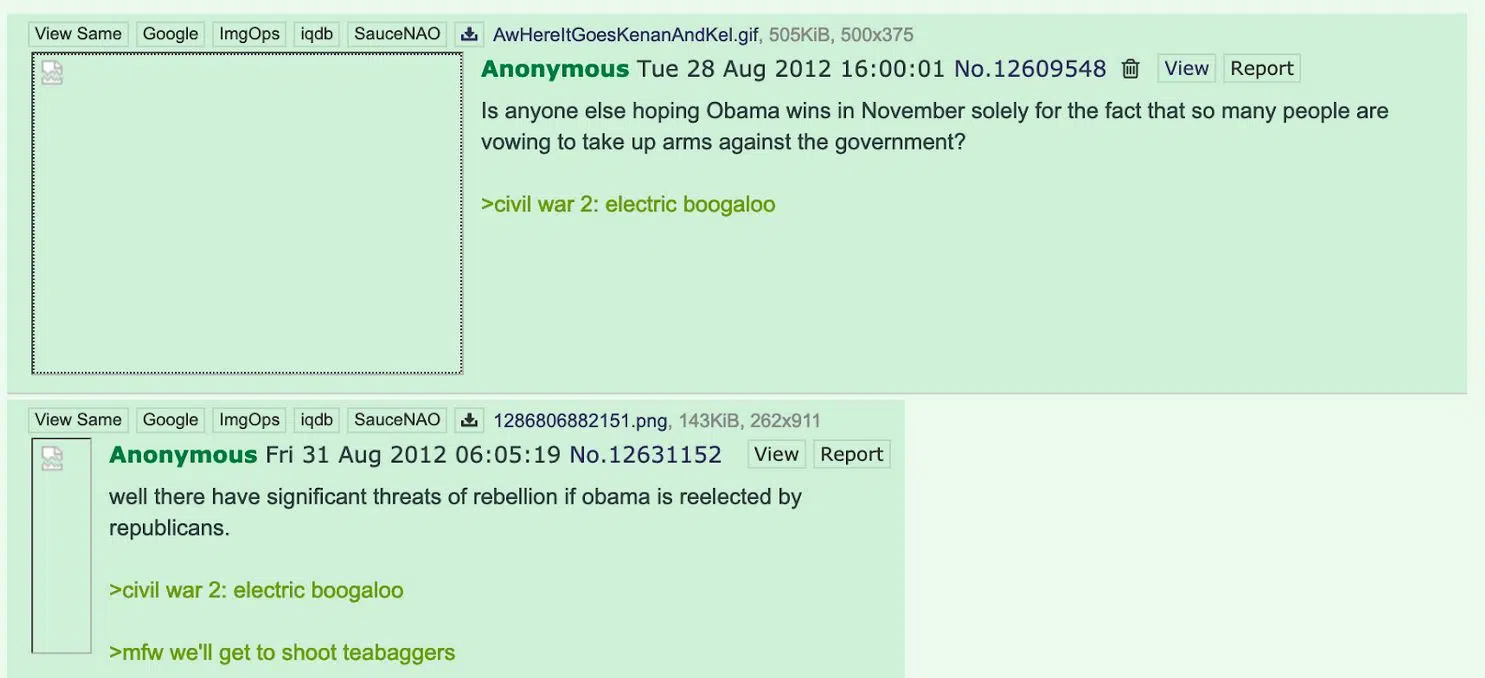 View Same Google ImgOps iqdb SauceNAO AwHereItGoesKenanAndKel.gif, 505KiB, 500x375
Anonymous Tue 28 Aug 2012 16:00:01 No.12609548 View Report
Is anyone else hoping Obama wins in November solely for the fact that so many people are
vowing to take up arms against the government?
>civil war 2: electric boogaloo
View Same Google ImgOps iqdb SauceNAO 1286806882151.png, 143KiB, 262x911
Anonymous Fri 31 Aug 2012 06:05:19 No.12631152 View Report
well there have significant threats of rebellion if obama is reelected by
republicans.
>civil war 2: electric boogaloo
>mfw we'll get to shoot teabaggers